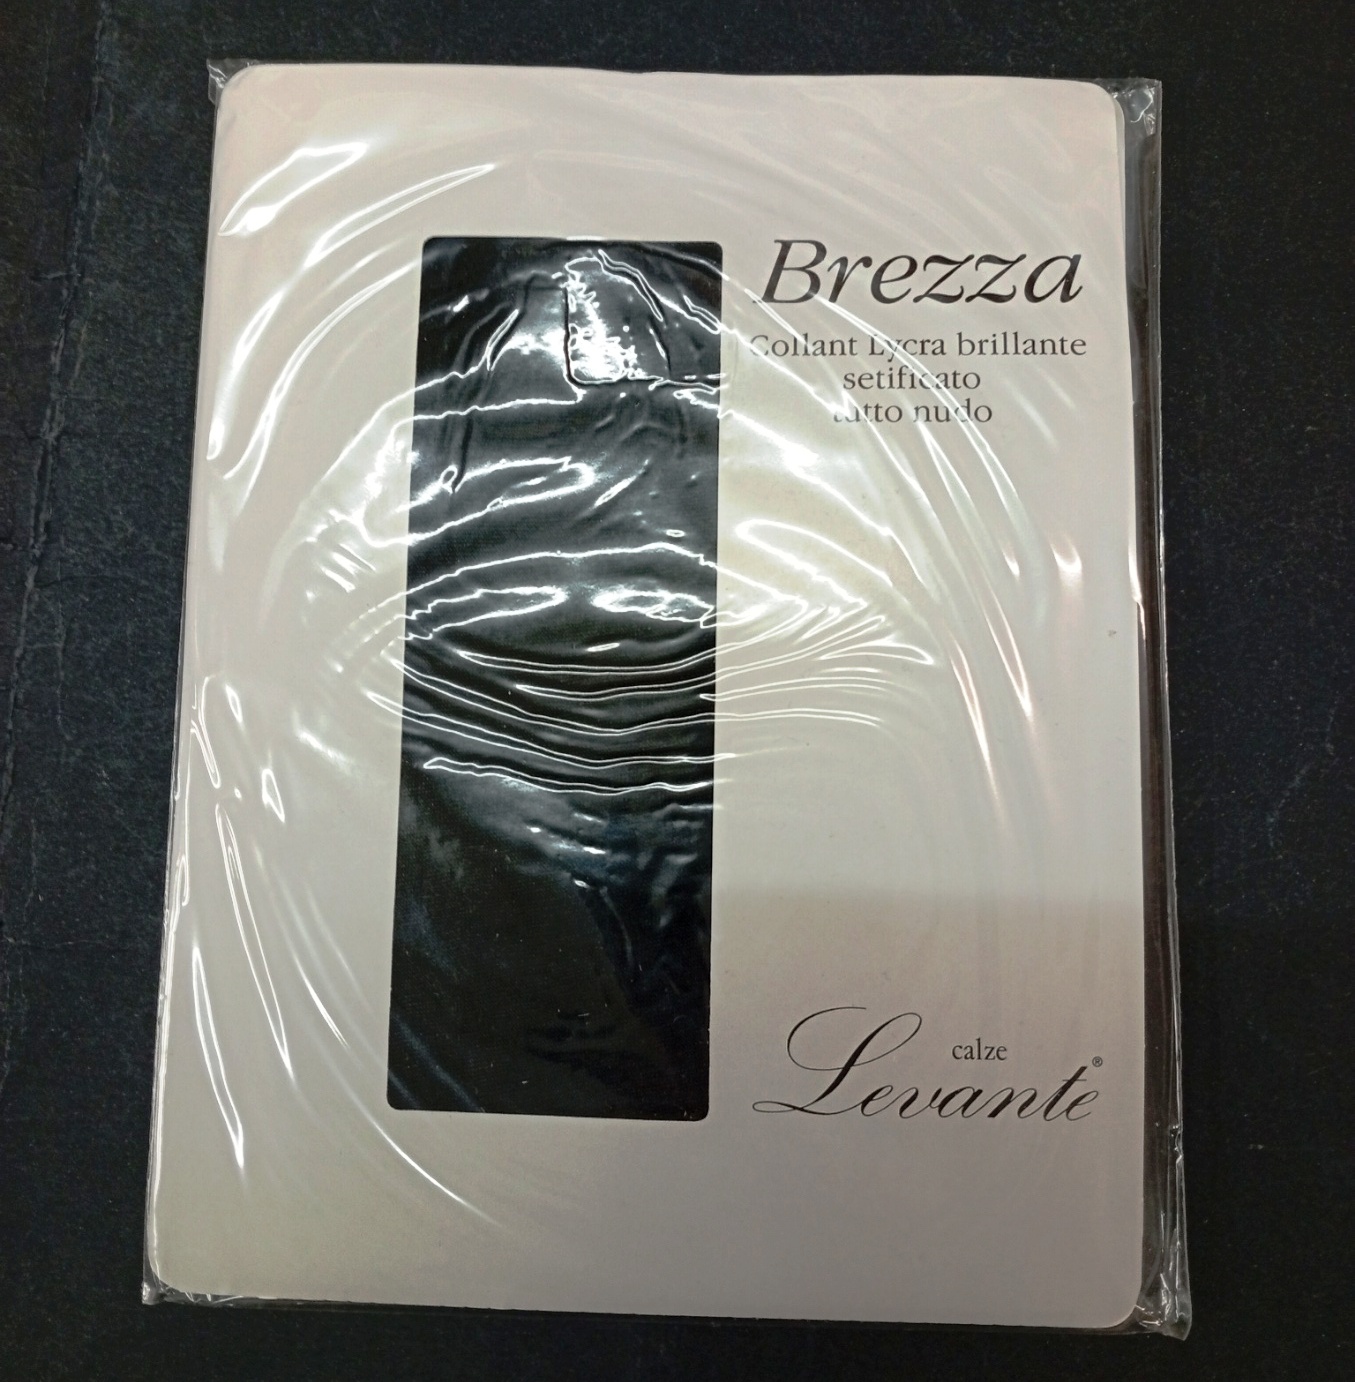 Brezza
Collant Lycra brillante
setificato
tutto nudo
calze
Levante®